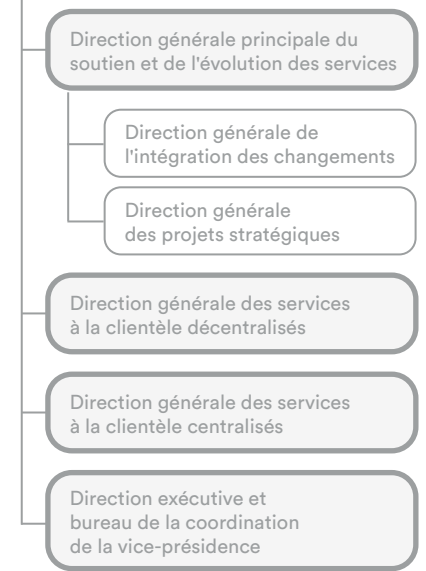 Direction générale principale du
soutien et de l'évolution des services
Direction générale de
l'intégration des changements
Direction générale
des projets stratégiques
Direction générale des services
à la clientèle décentralisés
Direction générale des services
à la clientèle centralisés
Direction exécutive et
bureau de la coordination
de la vice-présidence